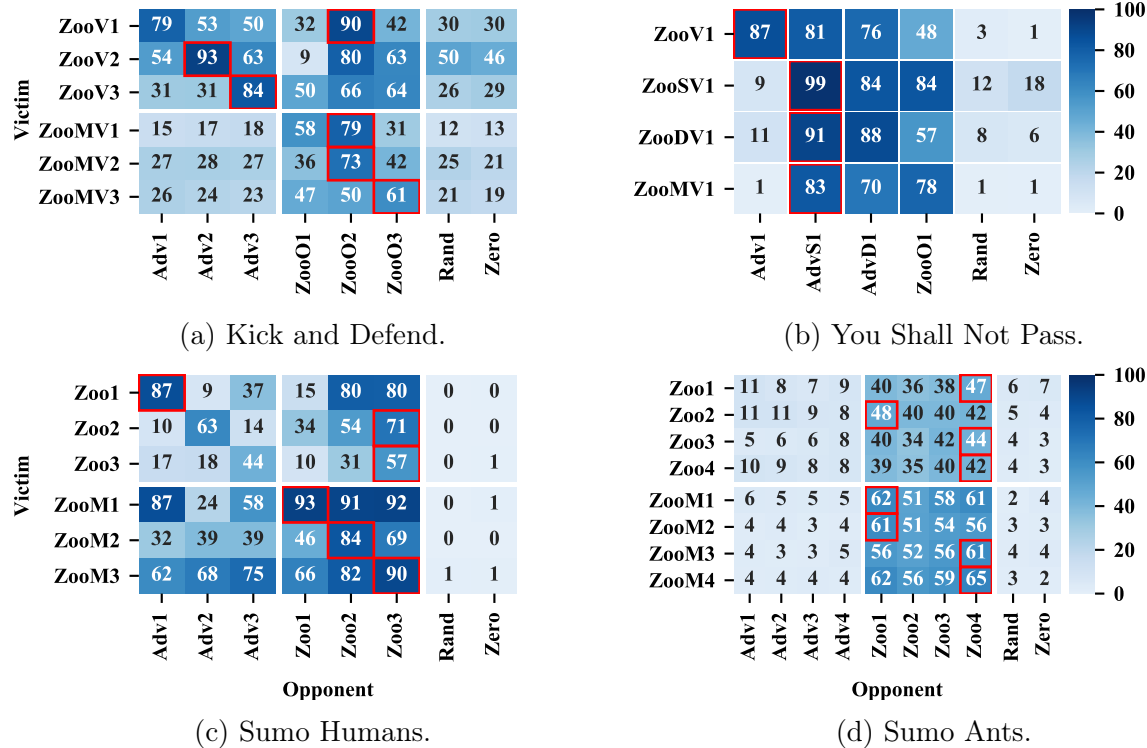 Victim
ZooV1 79 53 50 32 90 42 30 30
ZooV2 54 93 63 9 80 63 50 46
ZooV3 31 31 84 50 66 64 26 29
ZooMV1 15 17 18 58 79 31 12 13
ZooMV2 27 28 27 36 73 42 25 21
ZooMV3 26 24 23 47 50 61 21 19
Adv1 Adv2 Adv3 ZooO1 ZooO2 ZooO3 Rand Zero
(a) Kick and Defend.
ZooV1 87 81 76 48 3 1
ZooSV1 9 99 84 84 12 18
ZooDV1 11 91 88 57 8 6
ZooMV1 1 83 70 78 1 1
Adv1 AdvS1 AdvD1 ZooO1 Rand Zero
100
80
60
40
20
0
(b) You Shall Not Pass.
Victim
Zoo1 87 9 37 15 80 80 0 0
Zoo2 10 63 14 34 54 71 0 0
Zoo3 17 18 44 10 31 57 0 1
ZooM1 87 24 58 93 91 92 0 1
ZooM2 32 39 39 46 84 69 0 0
ZooM3 62 68 75 66 82 90 1 1
Adv1 Adv2 Adv3 Zoo1 Zoo2 Zoo3 Rand Zero
Opponent
(c) Sumo Humans.
Zoo1 11 8 7 9 40 36 38 47 6 7
Zoo2 11 11 9 8 48 40 40 42 5 4
Zoo3 5 6 6 8 40 34 42 44 4 3
Zoo4 10 9 8 8 39 35 40 42 4 3
ZooM1 6 5 5 5 62 51 58 61 2 4
ZooM2 4 4 3 4 61 51 54 56 3 3
ZooM3 4 3 3 5 56 52 56 61 4 4
ZooM4 4 4 4 4 62 56 59 65 3 2
Adv1 Adv2 Adv3 Adv4 Zoo1 Zoo2 Zoo3 Zoo4 Rand Zero
Opponent
100
80
60
40
20
0
(d) Sumo Ants.